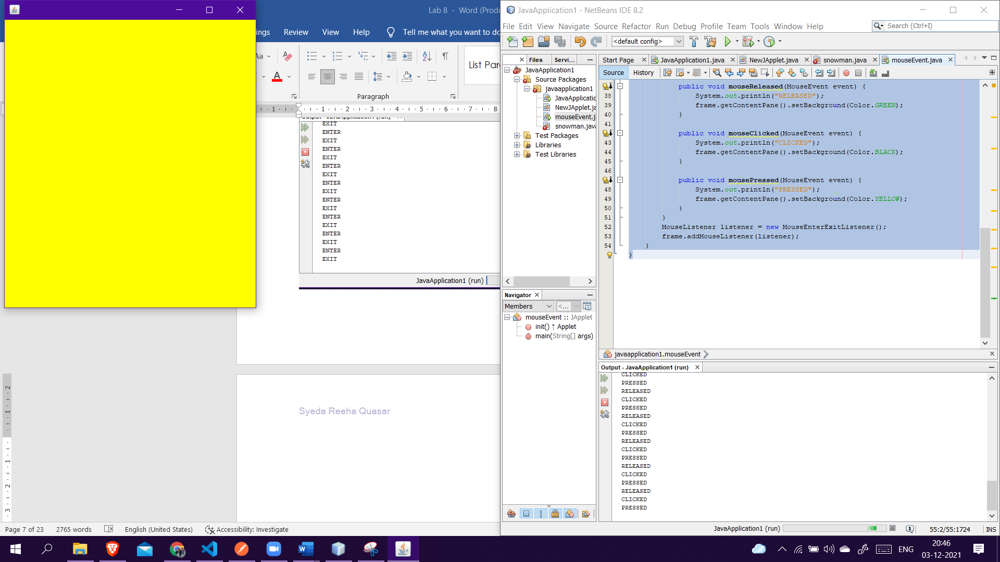 Lab 8 - Word (Produ
ngs Review View Help Tell me what you want to do
Aa
A
List Para
Paragraph
1 1 2 3 4 5 6 7 8
EXIT
ENTER
EXIT
ENTER
EXIT
ENTER
EXIT
ENTER
EXIT
ENTER
EXIT
ENTER
EXIT
ENTER
EXIT
ENTER
EXIT
JavaApplication1 (run)
Syeda Reeha Quasar
2
1
1
2
3
Page 7 of 23 2765 words English (United States) Accessibility: Investigate
JavaApplication1 - NetBeans IDE 8.2
File Edit View Navigate Source Refactor Run Debug Profile Team Tools Window Help
Search (Ctrl+I)
<default config>
Files Servi...
JavaApplication1
Source Packages
javaapplication1
JavaApplicatio
NewJApplet.ja
mouseEvent.j
snowman.java
Test Packages
Libraries
Test Libraries
Navigator
Members <...
mouseEvent :: JApplet
init() ↑ Applet
main(String[] args)
Start Page JavaApplication1.java NewJApplet.java snowman.java mouseEvent.java
Source History
public void mouseReleased(MouseEvent event) {
38 System.out.println("RELEASED");
39 frame.getContentPane().setBackground(Color.GREEN);
40 }
41
public void mouseClicked(MouseEvent event) {
43 System.out.println("CLICKED");
44 frame.getContentPane().setBackground(Color.BLACK);
45 }
46
public void mousePressed(MouseEvent event) {
48 System.out.println("PRESSED");
49 frame.getContentPane().setBackground(Color.YELLOW);
50 }
51 }
52 MouseListener listener = new MouseEnterExitListener();
53 frame.addMouseListener(listener);
54 }
}
javaapplication1.mouseEvent
Output - JavaApplication1 (run)
CLICKED
PRESSED
RELEASED
CLICKED
PRESSED
RELEASED
CLICKED
PRESSED
RELEASED
CLICKED
PRESSED
RELEASED
CLICKED
PRESSED
RELEASED
CLICKED
PRESSED
JavaApplication1 (run) 1 55:2/55:1724 INS
ENG
20:46
03-12-2021